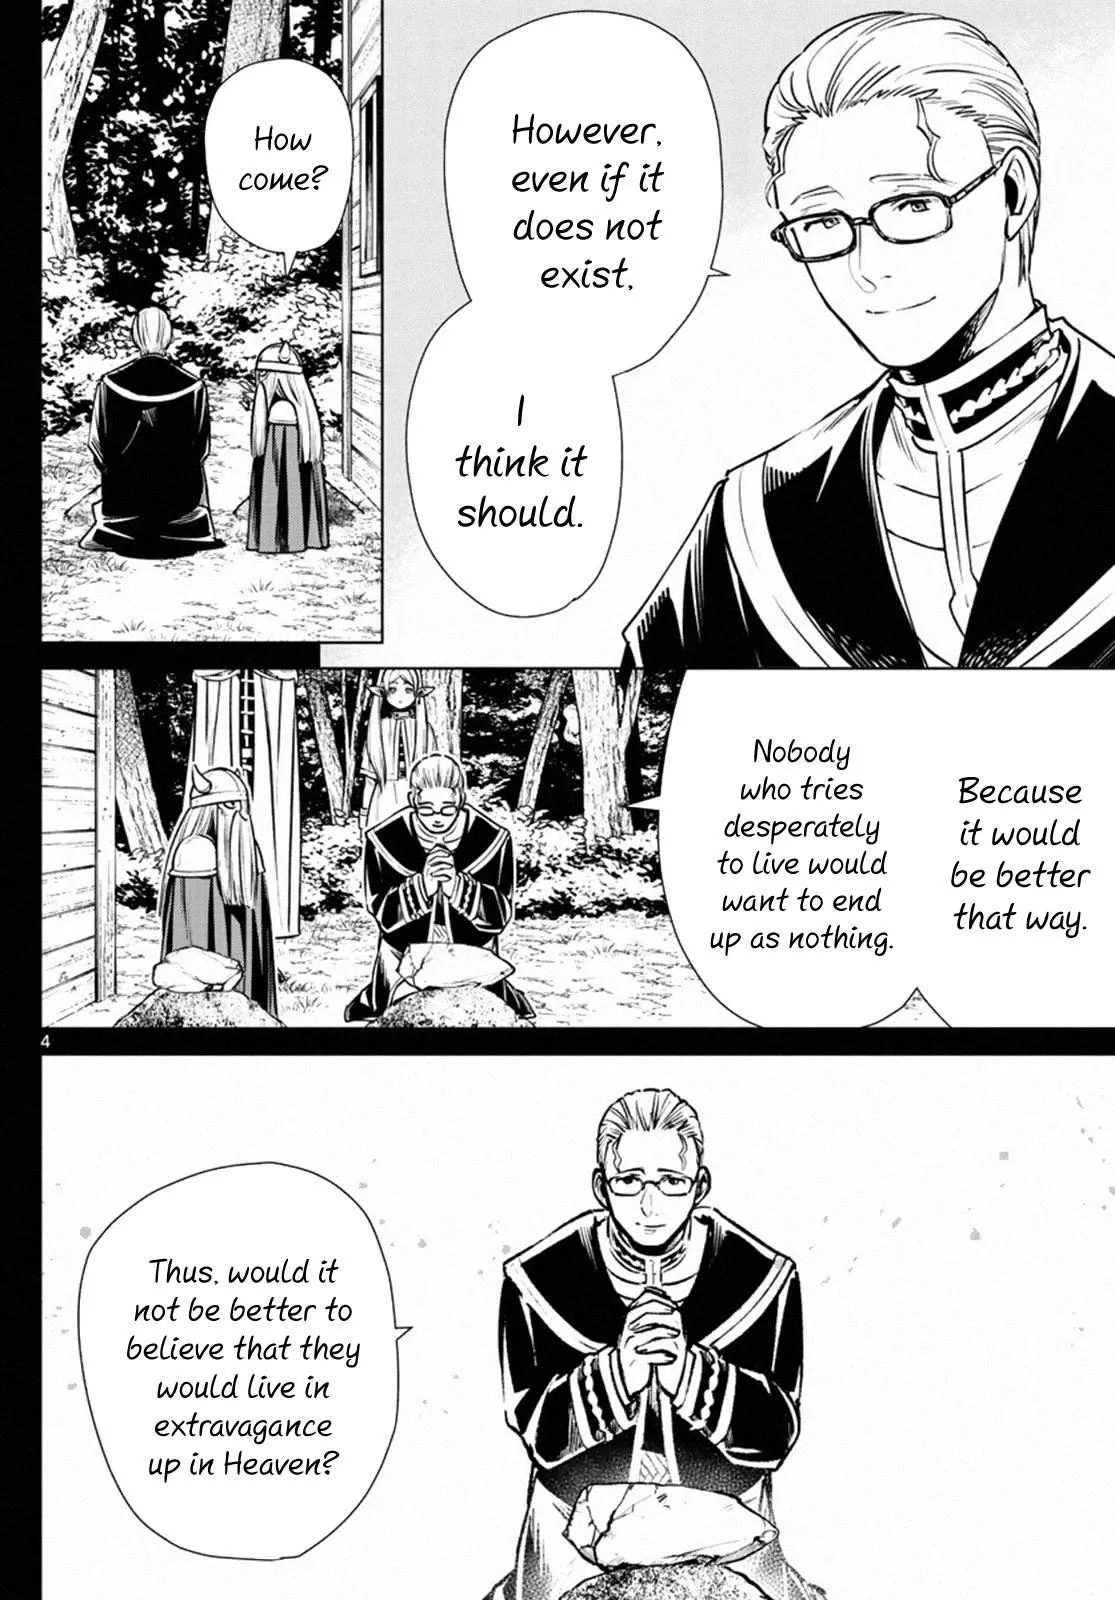 However,
even if it
does not
exist,
I
think it
should.
How
come?
Because
it would
be better
that way.
Nobody
who tries
desperately
to live would
want to end
up as nothing.
4
Thus, would it
not be better to
believe that they
would live in
extravagance
up in Heaven?